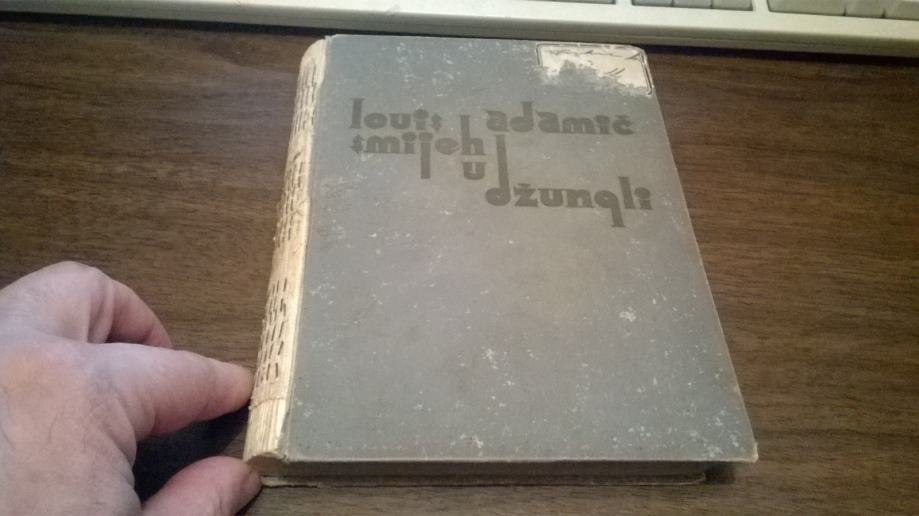 louis adamič
smijeh u
džungli